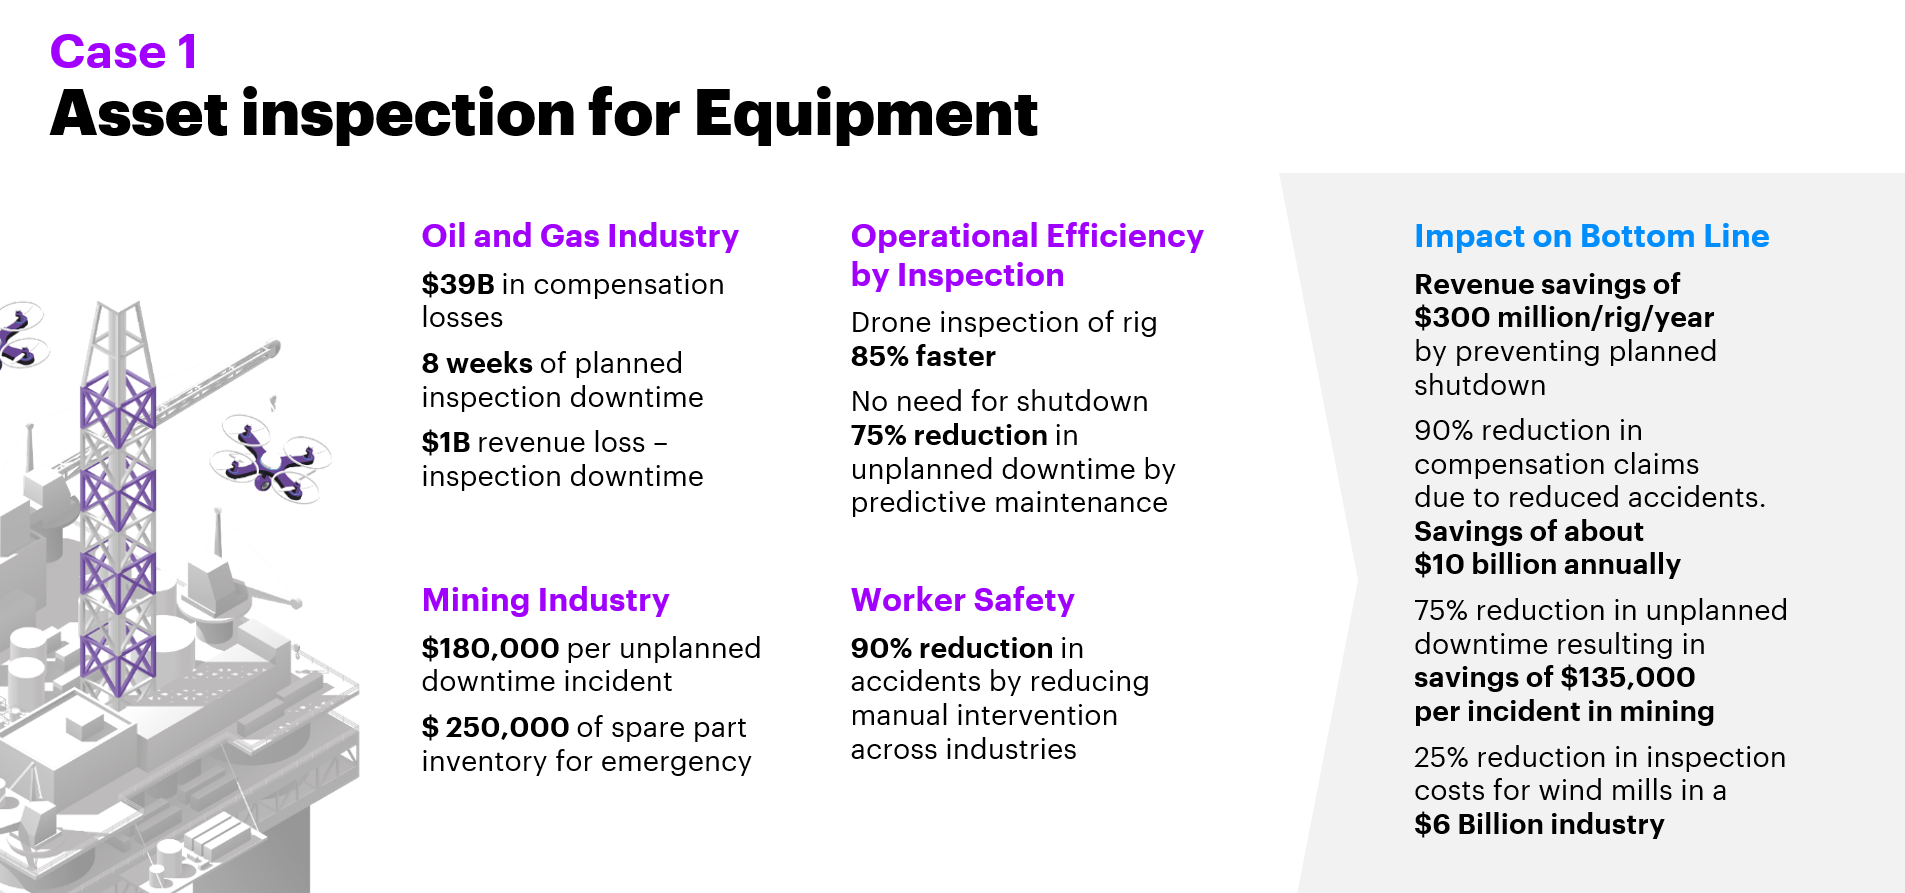 Case 1
Asset inspection for Equipment
Oil and Gas Industry
$39B in compensation
losses
8 weeks of planned
inspection downtime
$1B revenue loss –
inspection downtime
Operational Efficiency
by Inspection
Drone inspection of rig
85% faster
No need for shutdown
75% reduction in
unplanned downtime by
predictive maintenance
Mining Industry
$180,000 per unplanned
downtime incident
$ 250,000 of spare part
inventory for emergency
Worker Safety
90% reduction in
accidents by reducing
manual intervention
across industries
Impact on Bottom Line
Revenue savings of
$300 million/rig/year
by preventing planned
shutdown
90% reduction in
compensation claims
due to reduced accidents.
Savings of about
$10 billion annually
75% reduction in unplanned
downtime resulting in
savings of $135,000
per incident in mining
25% reduction in inspection
costs for wind mills in a
$6 Billion industry